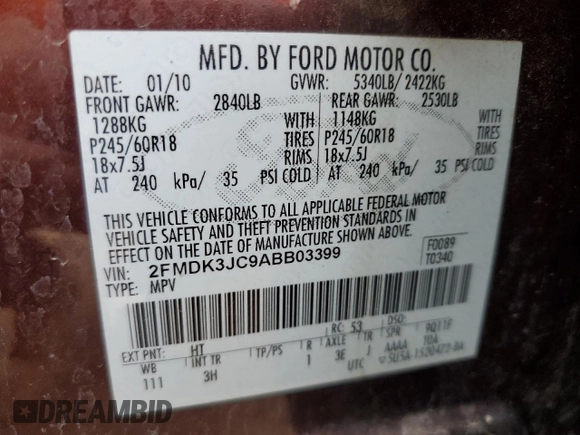 MFD. BY FORD MOTOR CO.
DATE: 01/10 GVWR: 5340LB/ 2422KG
FRONT GAWR: 2840LB REAR GAWR: 2530LB
1288KG WITH 1148KG WITH
P245/60R18 TIRES P245/60R18 TIRES
18x7.5J RIMS 18x7.5J RIMS
AT 240 kPa/ 35 PSI COLD AT 240 kPa/ 35 PSI COLD
THIS VEHICLE CONFORMS TO ALL APPLICABLE FEDERAL MOTOR
VEHICLE SAFETY AND THEFT PREVENTION STANDARDS IN
EFFECT ON THE DATE OF MANUFACTURE SHOWN ABOVE.
VIN: 2FMDK3JC9ABB03399
F0089
T0340
TYPE: MPV
EXT PNT: HT RC: 53 DSO:
WB INT TR TP/PS R AXLE TR SPR 9Q11F
111 3H 1 3E J AAAA 10A
UTC
DREAMBID